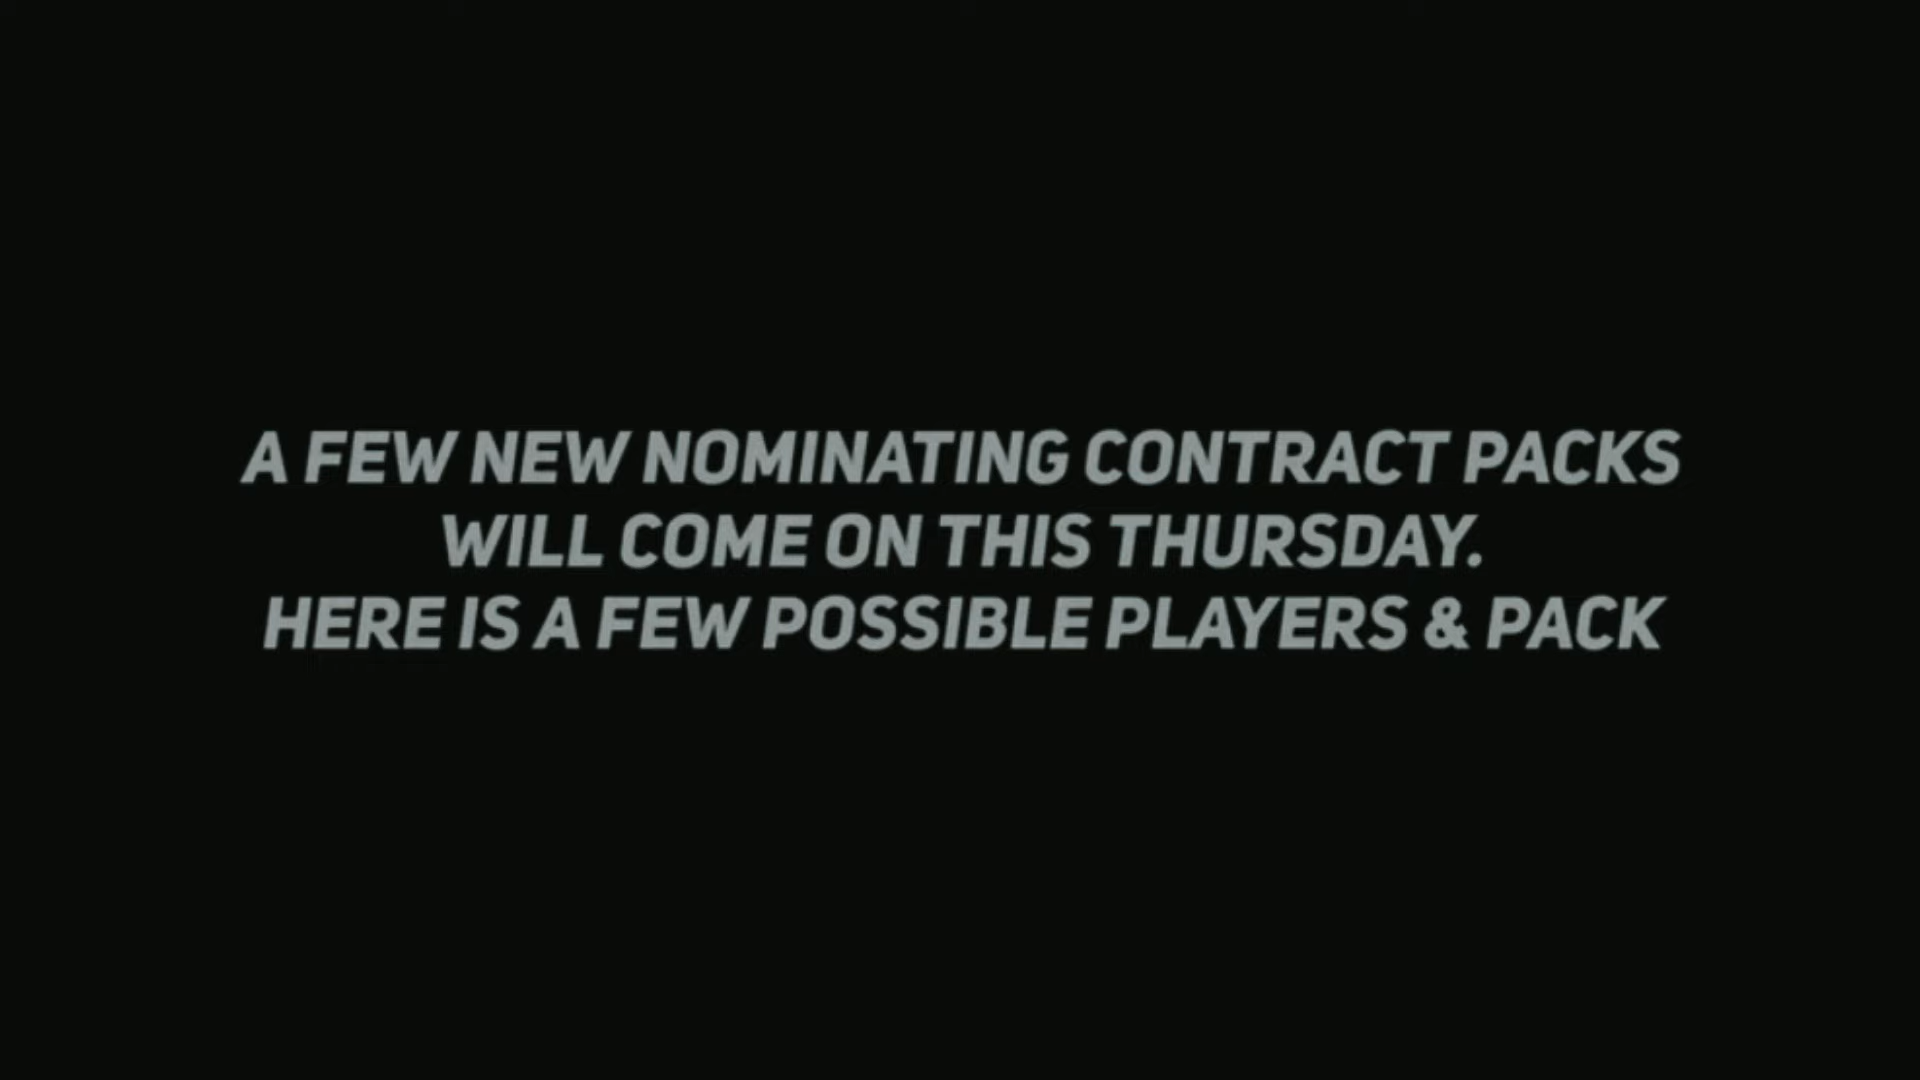 A FEW NEW NOMINATING CONTRACT PACKS
WILL COME ON THIS THURSDAY.
HERE IS A FEW POSSIBLE PLAYERS & PACK